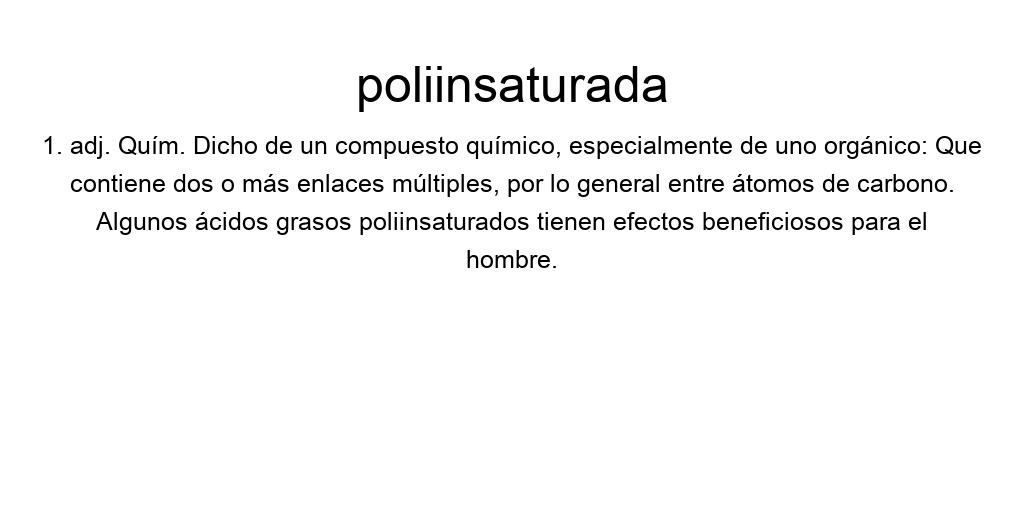 poliinsaturada
1. adj. Quím. Dicho de un compuesto químico, especialmente de uno orgánico: Que
contiene dos o más enlaces múltiples, por lo general entre átomos de carbono.
Algunos ácidos grasos poliinsaturados tienen efectos beneficiosos para el
hombre.